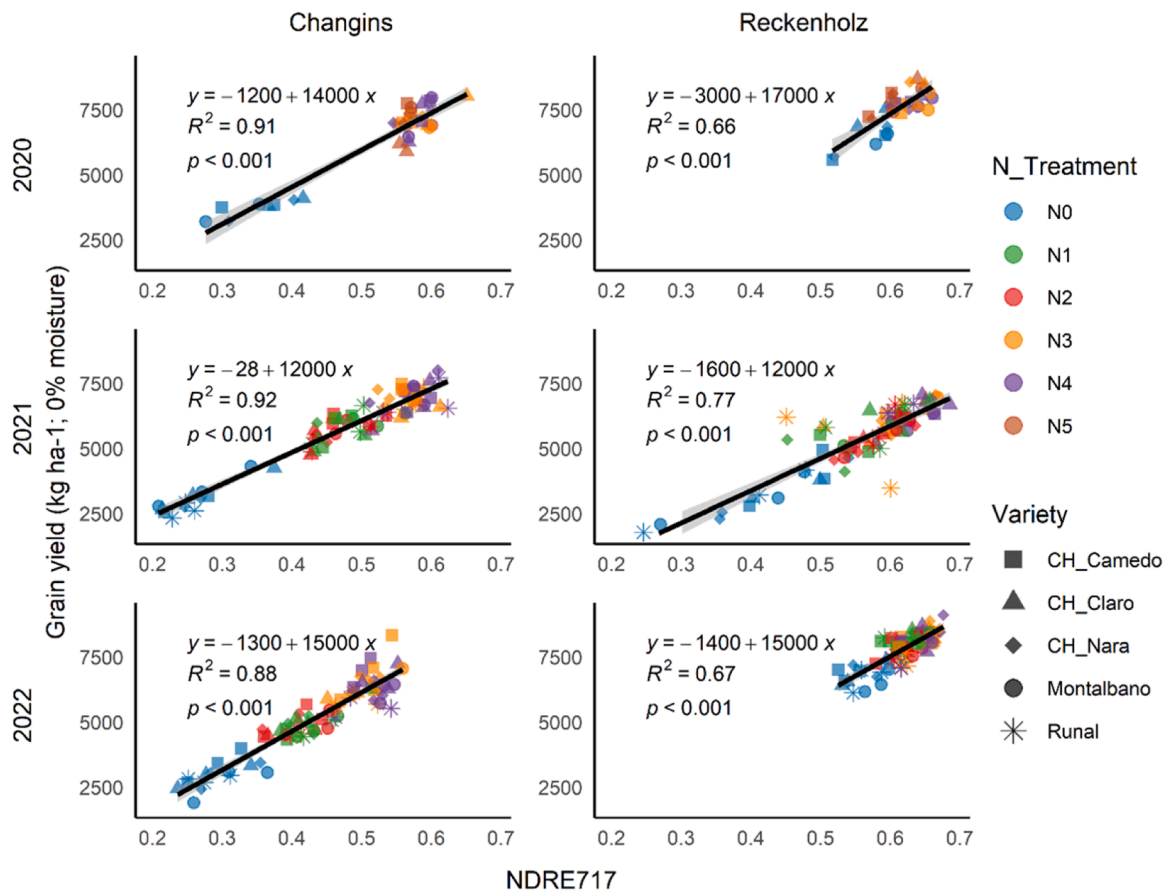 Changins
Reckenholz
y = −1200 + 14000 x
R² = 0.91
p < 0.001
y = −3000 + 17000 x
R² = 0.66
p < 0.001
2020
7500
5000
2500
7500
5000
2500
0.2 0.3 0.4 0.5 0.6 0.7
0.2 0.3 0.4 0.5 0.6 0.7
y = −28 + 12000 x
R² = 0.92
p < 0.001
y = −1600 + 12000 x
R² = 0.77
p < 0.001
2021
7500
5000
2500
7500
5000
2500
0.2 0.3 0.4 0.5 0.6 0.7
0.2 0.3 0.4 0.5 0.6 0.7
y = −1300 + 15000 x
R² = 0.88
p < 0.001
y = −1400 + 15000 x
R² = 0.67
p < 0.001
2022
7500
5000
2500
7500
5000
2500
0.2 0.3 0.4 0.5 0.6 0.7
0.2 0.3 0.4 0.5 0.6 0.7
Grain yield (kg ha-1; 0% moisture)
NDRE717
N_Treatment
N0
N1
N2
N3
N4
N5
Variety
CH_Camedo
CH_Claro
CH_Nara
Montalbano
Runal